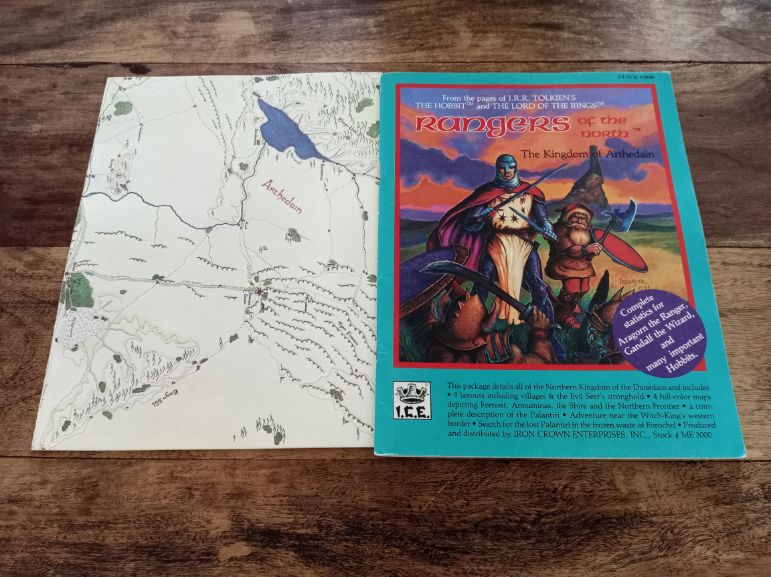 STOCK #3000
From the pages of J.R.R. TOLKIEN'S
THE HOBBIT™ and THE LORD OF THE RINGS™
Rangers of the
north™
The Kingdom of Arthedain
Arthedain
Complete
statistics for
Aragorn the Ranger,
Gandalf the Wizard,
and
many important
Hobbits.
I.C.E.
This package details all of the Northern Kingdom of the Dunedain and includes
• 9 layouts including villages & the Evil Seer's stronghold • 4 full-color maps
depicting Fornost, Annuminas, the Shire and the Northern Frontier • a com-
plete description of the Palantiri • Adventure near the Witch-King's western
border • Search for the lost Palantiri in the frozen waste of Forochel • Produced
and distributed by IRON CROWN ENTERPRISES, INC., Stock # ME 3000